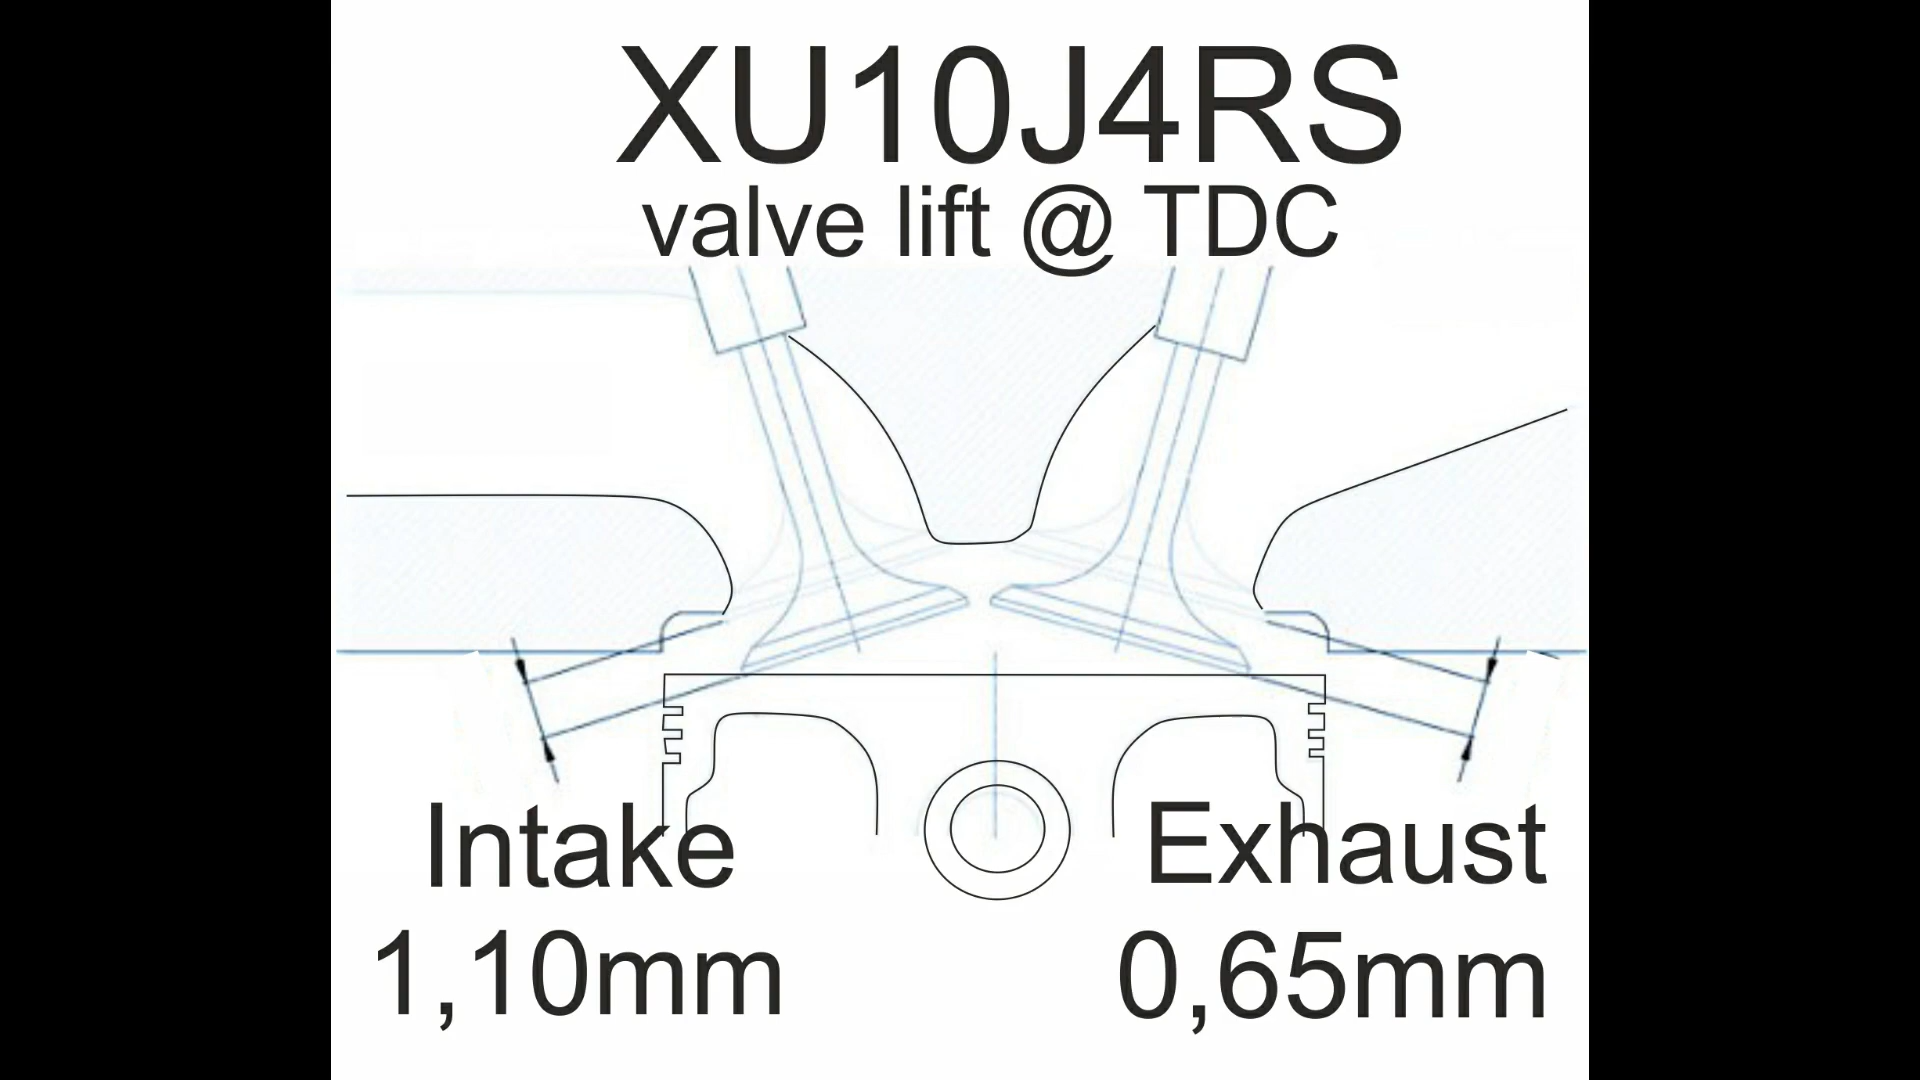 XU10J4RS
valve lift @ TDC
Intake
1,10mm
Exhaust
0,65mm